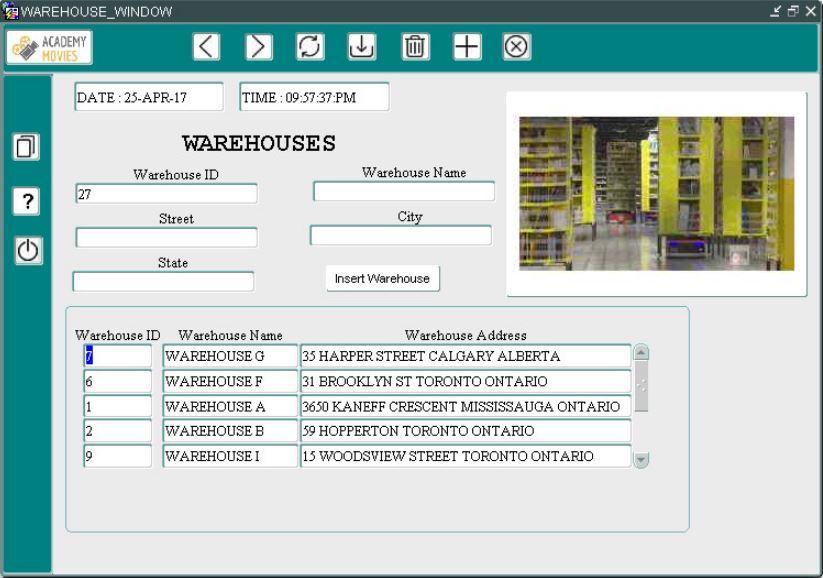 WAREHOUSE_WINDOW
ACADEMY
MOVIES
DATE : 25-APR-17 TIME : 09:57:37:PM
WAREHOUSES
Warehouse ID Warehouse Name
27
Street City
State
Insert Warehouse
Warehouse ID Warehouse Name Warehouse Address
7 WAREHOUSE G 35 HARPER STREET CALGARY ALBERTA
6 WAREHOUSE F 31 BROOKLYN ST TORONTO ONTARIO
1 WAREHOUSE A 3650 KANEFF CRESCENT MISSISSAUGA ONTARIO
2 WAREHOUSE B 59 HOPPERTON TORONTO ONTARIO
9 WAREHOUSE I 15 WOODSVIEW STREET TORONTO ONTARIO